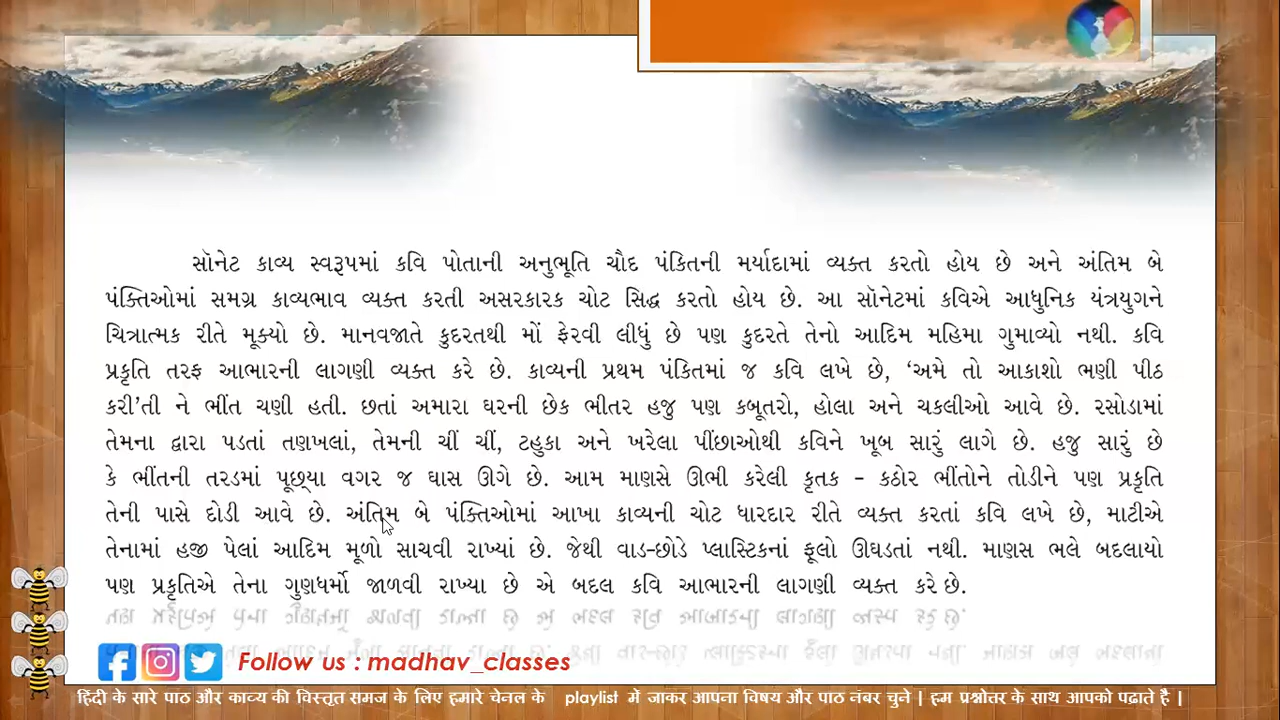 સૉનેટ કાવ્ય સ્વરૂપમાં કવિ પોતાની અનુભૂતિ ચૌદ પંક્તિની મર્યાદામાં વ્યક્ત કરતો હોય છે અને અંતિમ બે
પંક્તિઓમાં સમગ્ર કાવ્યભાવ વ્યક્ત કરતી અસરકારક ચોટ સિદ્ધ કરતો હોય છે. આ સૉનેટમાં કવિએ આધુનિક યંત્રયુગને
ચિત્રાત્મક રીતે મૂક્યો છે. માનવજાતે કુદરતથી મોં ફેરવી લીધું છે પણ કુદરતે તેનો આદિમ મહિમા ગુમાવ્યો નથી. કવિ
પ્રકૃતિ તરફ આભારની લાગણી વ્યક્ત કરે છે. કાવ્યની પ્રથમ પંક્તિમાં જ કવિ લખે છે, ‘અમે તો આકાશો ભણી પીઠ
કરી’તી ને ભીંત ચણી હતી. છતાં અમારા ઘરની છેક ભીતર હજુ પણ કબૂતરો, હોલા અને ચકલીઓ આવે છે. રસોડામાં
તેમના દ્વારા પડતાં તણખલાં, તેમની ચીં ચીં, ટહુકા અને ખરેલા પીંછાઓથી કવિને ખૂબ સારું લાગે છે. હજુ સારું છે
કે ભીંતની તરડમાં પૂછ્યા વગર જ ઘાસ ઊગે છે. આમ માણસે ઊભી કરેલી કૃતક - કઠોર ભીંતોને તોડીને પણ પ્રકૃતિ
તેની પાસે દોડી આવે છે. અંતિમ બે પંક્તિઓમાં આખા કાવ્યની ચોટ ધારદાર રીતે વ્યક્ત કરતાં કવિ લખે છે, માટીએ
તેનામાં હજી પેલાં આદિમ મૂળો સાચવી રાખ્યાં છે. જેથી વાડ-છોડે પ્લાસ્ટિકનાં ફૂલો ઊઘડતાં નથી. માણસ ભલે બદલાયો
પણ પ્રકૃતિએ તેના ગુણધર્મો જાળવી રાખ્યા છે એ બદલ કવિ આભારની લાગણી વ્યક્ત કરે છે.
Follow us : madhav_classes
हिंदी के सारे पाठ और काव्य की विस्तृत समज के लिए हमारे चेनल के playlist में जाकर आपना विषय और पाठ नंबर चुने | हम प्रश्नोत्तर के साथ आपको पढ़ाते है |